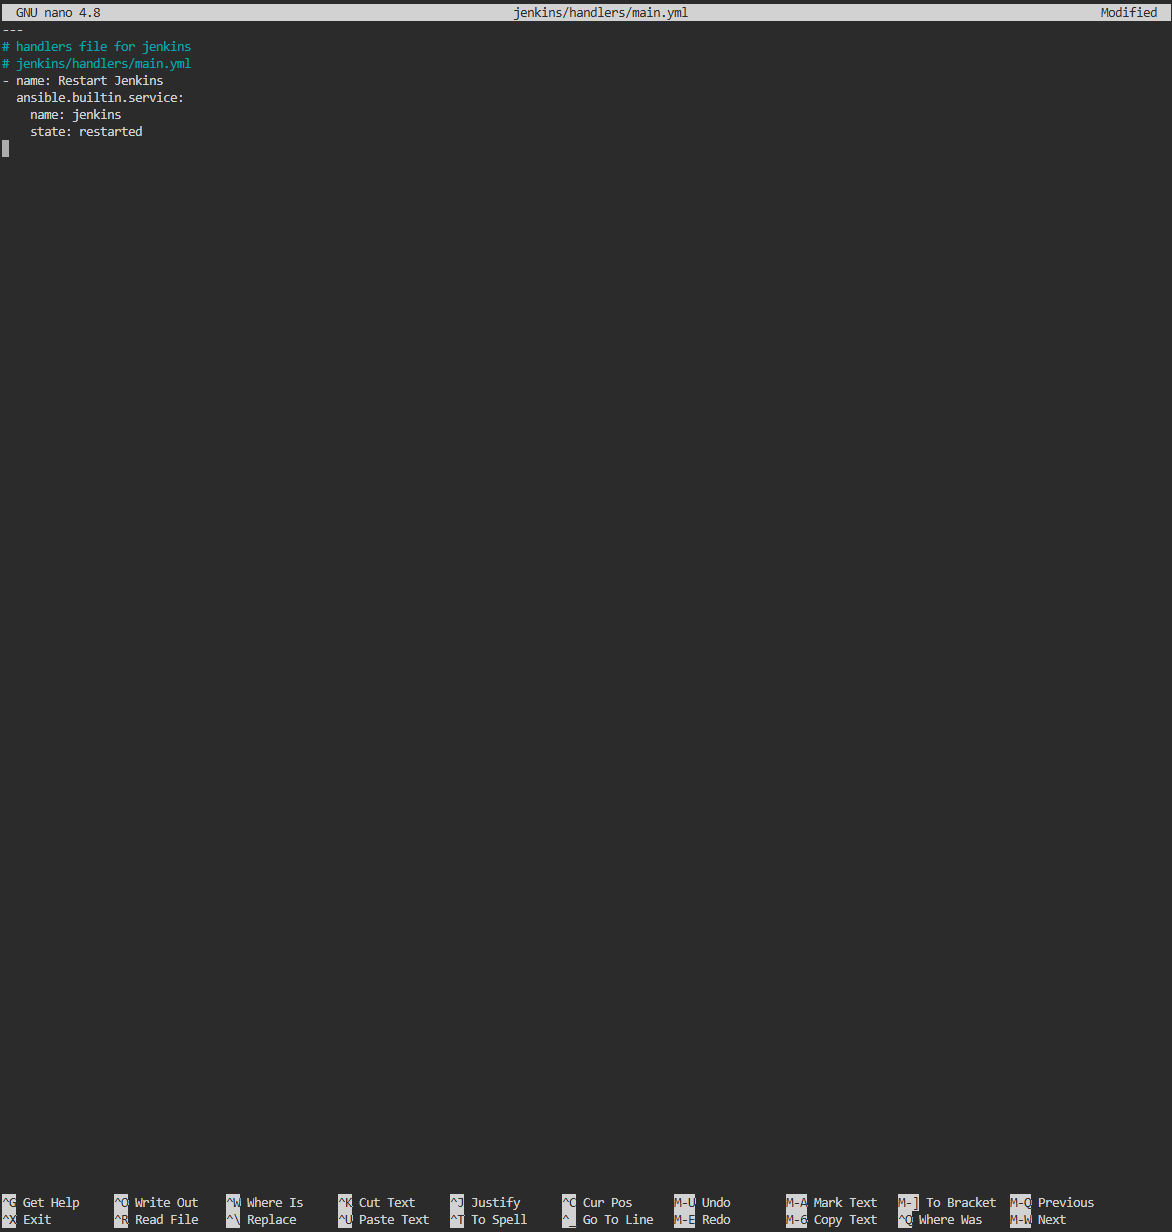 GNU nano 4.8 jenkins/handlers/main.yml Modified
---
# handlers file for jenkins
# jenkins/handlers/main.yml
- name: Restart Jenkins
  ansible.builtin.service:
    name: jenkins
    state: restarted
^G Get Help ^O Write Out ^W Where Is ^K Cut Text ^J Justify ^C Cur Pos M-U Undo M-A Mark Text M-] To Bracket M-Q Previous
^X Exit ^R Read File ^\ Replace ^U Paste Text ^T To Spell ^_ Go To Line M-E Redo M-6 Copy Text ^Q Where Was M-W Next